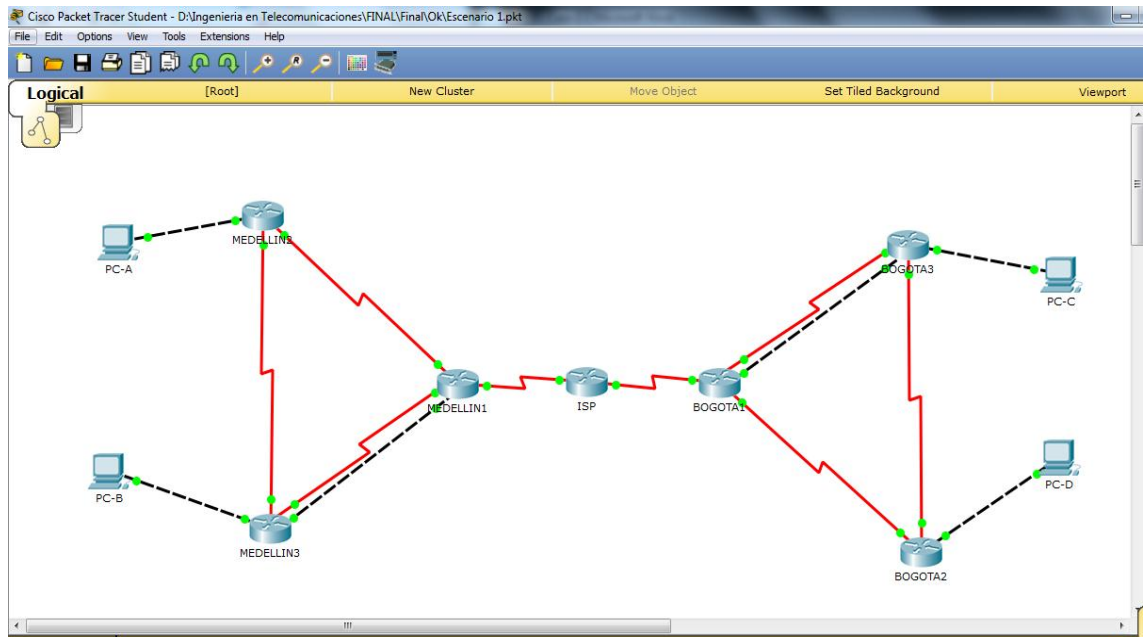 Cisco Packet Tracer Student - D:\Ingenieria en Telecomunicaciones\FINAL\Final\Ok\Escenario 1.pkt
File Edit Options View Tools Extensions Help
Logical [Root] New Cluster Move Object Set Tiled Background Viewport
MEDELLIN2
PC-A
BOGOTA3
PC-C
MEDELLIN1
ISP
BOGOTA1
PC-B
PC-D
MEDELLIN3
BOGOTA2